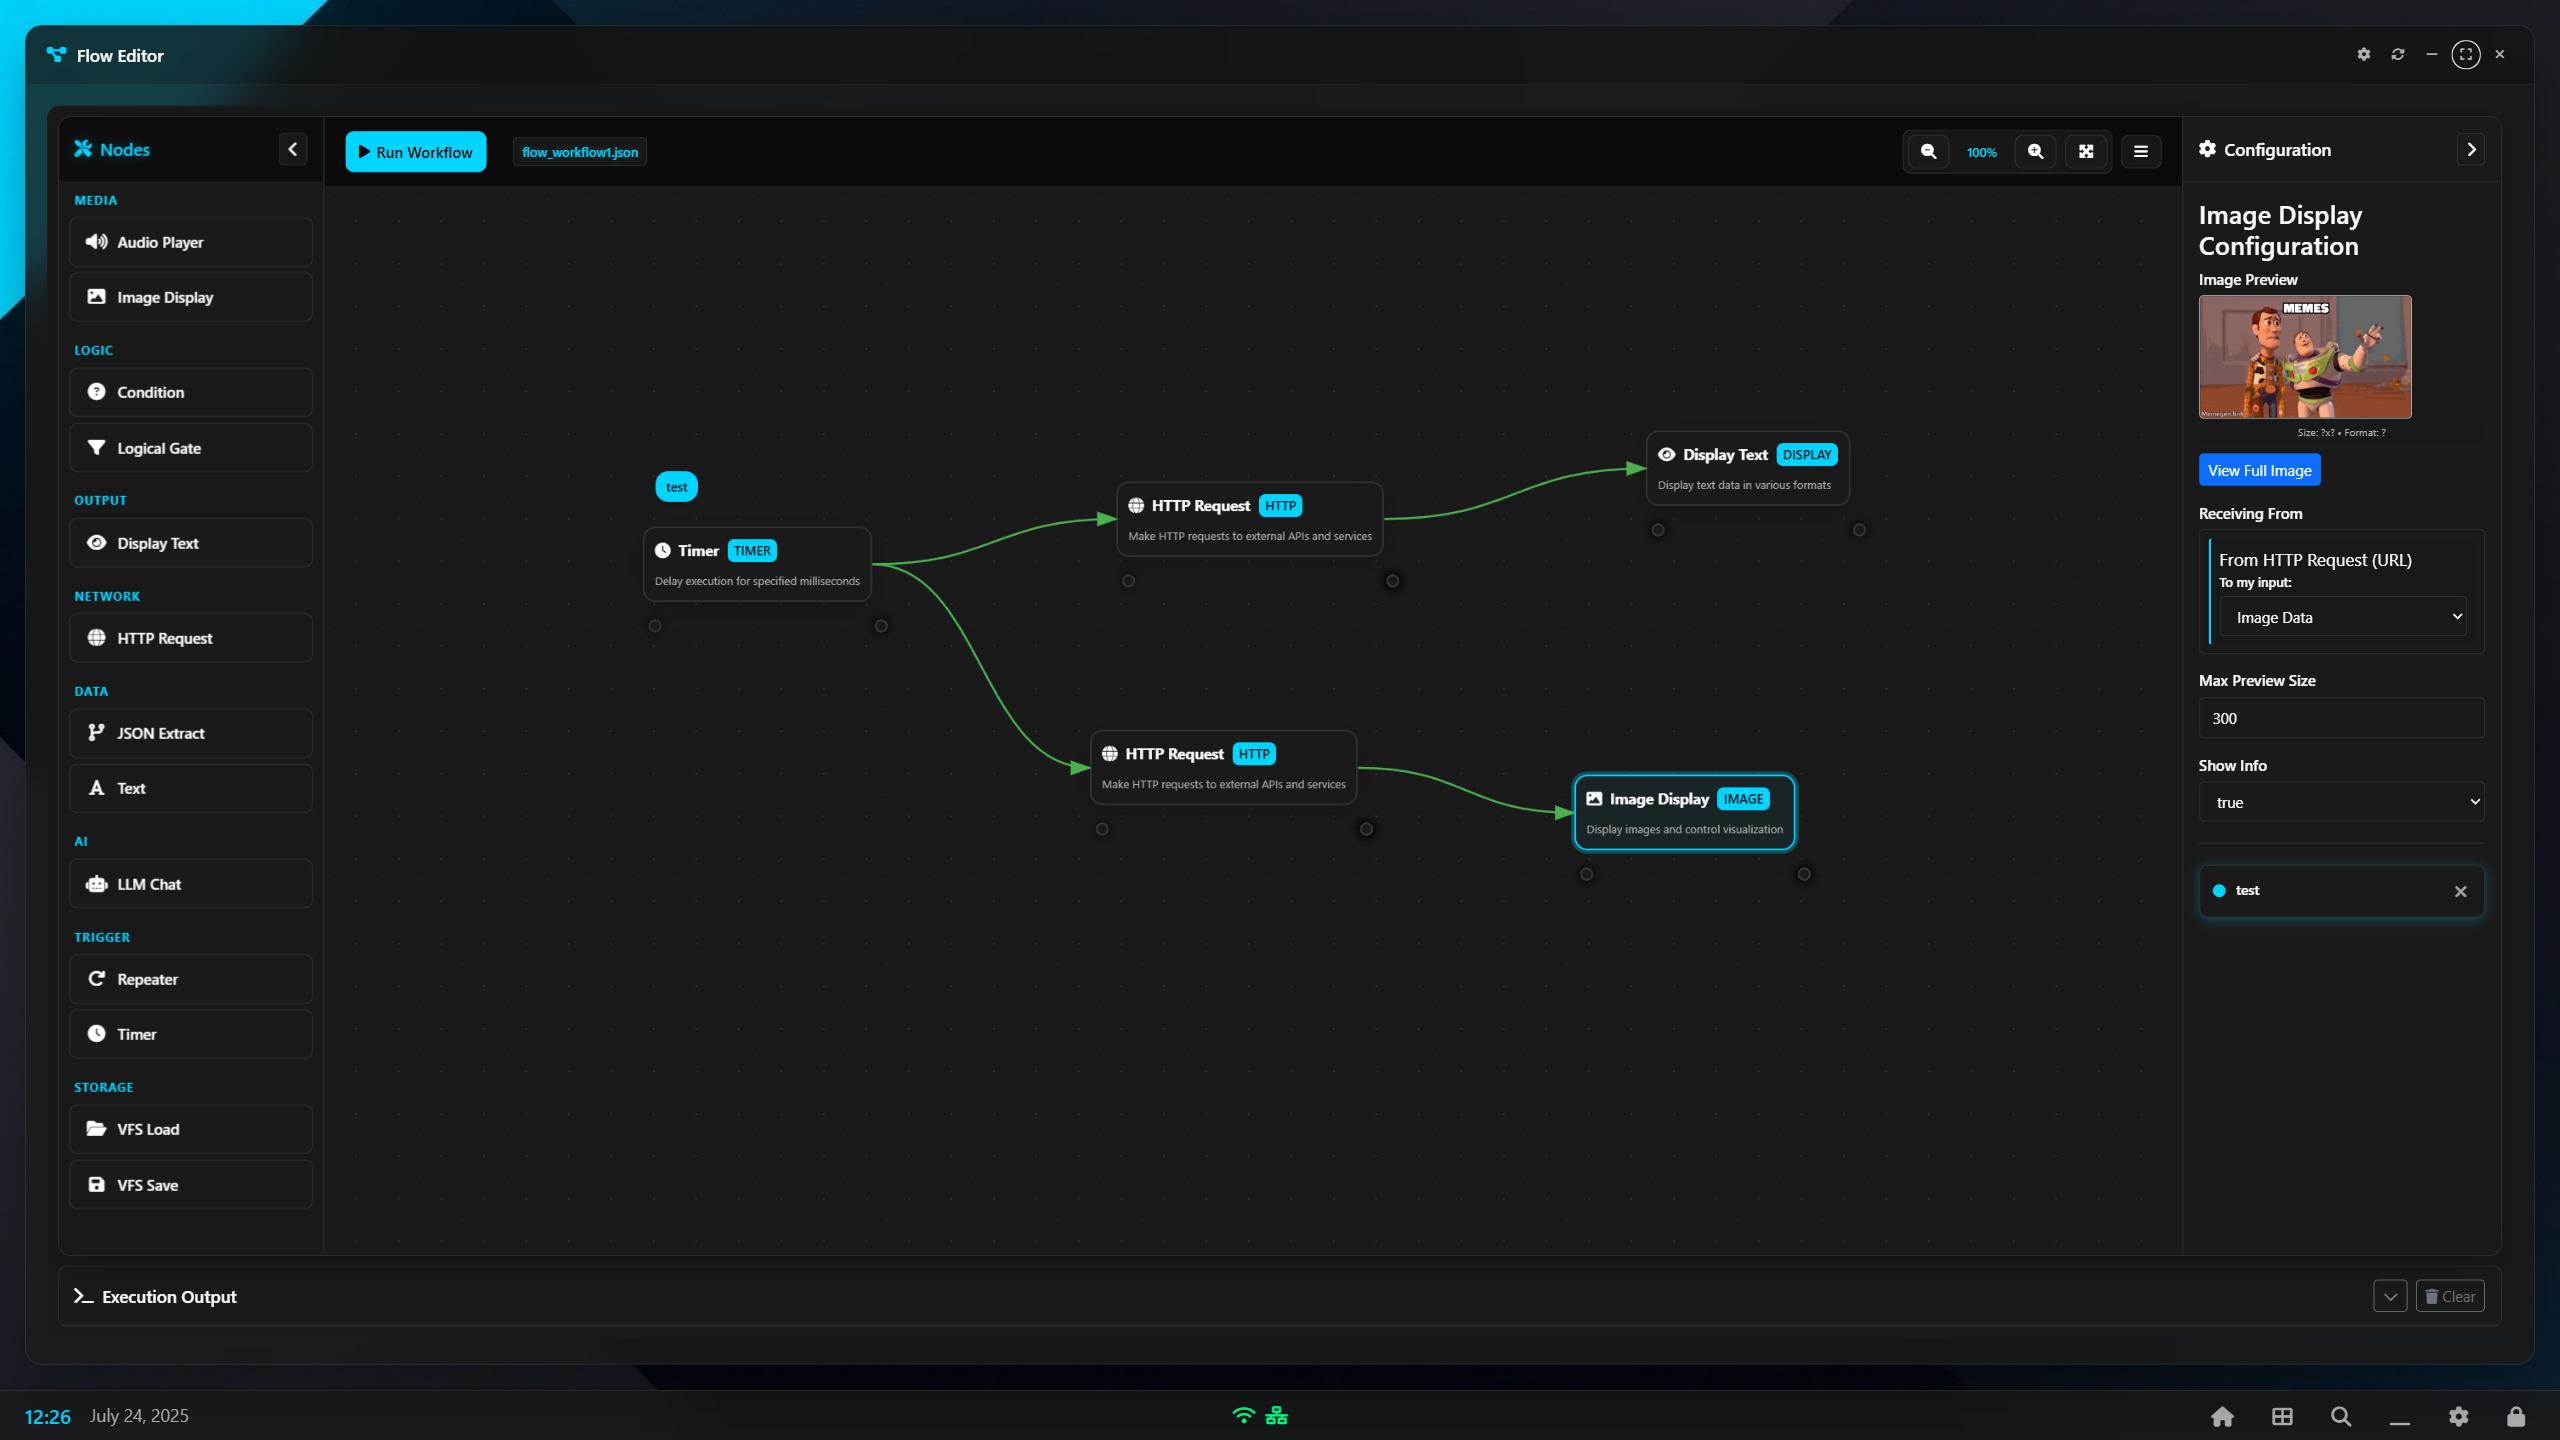 Flow Editor
Nodes
MEDIA
Audio Player
Image Display
LOGIC
Condition
Logical Gate
OUTPUT
Display Text
NETWORK
HTTP Request
DATA
JSON Extract
Text
AI
LLM Chat
TRIGGER
Repeater
Timer
STORAGE
VFS Load
VFS Save
Run Workflow
flow_workflow1.json
100%
test
Timer TIMER
Delay execution for specified milliseconds
HTTP Request HTTP
Make HTTP requests to external APIs and services
Display Text DISPLAY
Display text data in various formats
HTTP Request HTTP
Make HTTP requests to external APIs and services
Image Display IMAGE
Display images and control visualization
Configuration
Image Display
Configuration
Image Preview
MEMES
Size: ?x? • Format: ?
View Full Image
Receiving From
From HTTP Request (URL)
To my input:
Image Data
Max Preview Size
300
Show Info
true
test
Execution Output
Clear
12:26 July 24, 2025